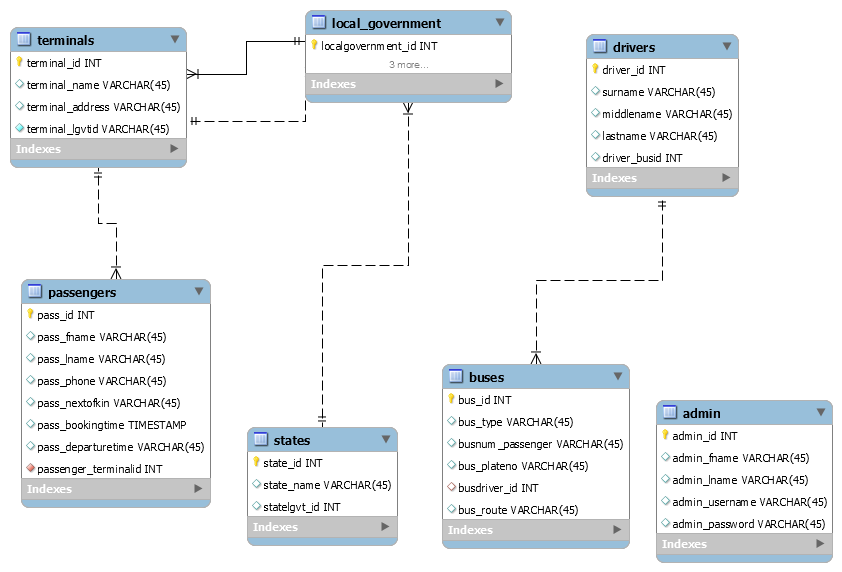 terminals
terminal_id INT
terminal_name VARCHAR(45)
terminal_address VARCHAR(45)
terminal_lgvtid VARCHAR(45)
Indexes
local_government
localgovernment_id INT
3 more...
Indexes
drivers
driver_id INT
surname VARCHAR(45)
middlename VARCHAR(45)
lastname VARCHAR(45)
driver_busid INT
Indexes
passengers
pass_id INT
pass_fname VARCHAR(45)
pass_lname VARCHAR(45)
pass_phone VARCHAR(45)
pass_nextofkin VARCHAR(45)
pass_bookingtime TIMESTAMP
pass_departuretime VARCHAR(45)
passenger_terminalid INT
Indexes
states
state_id INT
state_name VARCHAR(45)
statelgvt_id INT
Indexes
buses
bus_id INT
bus_type VARCHAR(45)
busnum_passenger VARCHAR(45)
bus_plateno VARCHAR(45)
busdriver_id INT
bus_route VARCHAR(45)
Indexes
admin
admin_id INT
admin_fname VARCHAR(45)
admin_lname VARCHAR(45)
admin_username VARCHAR(45)
admin_password VARCHAR(45)
Indexes